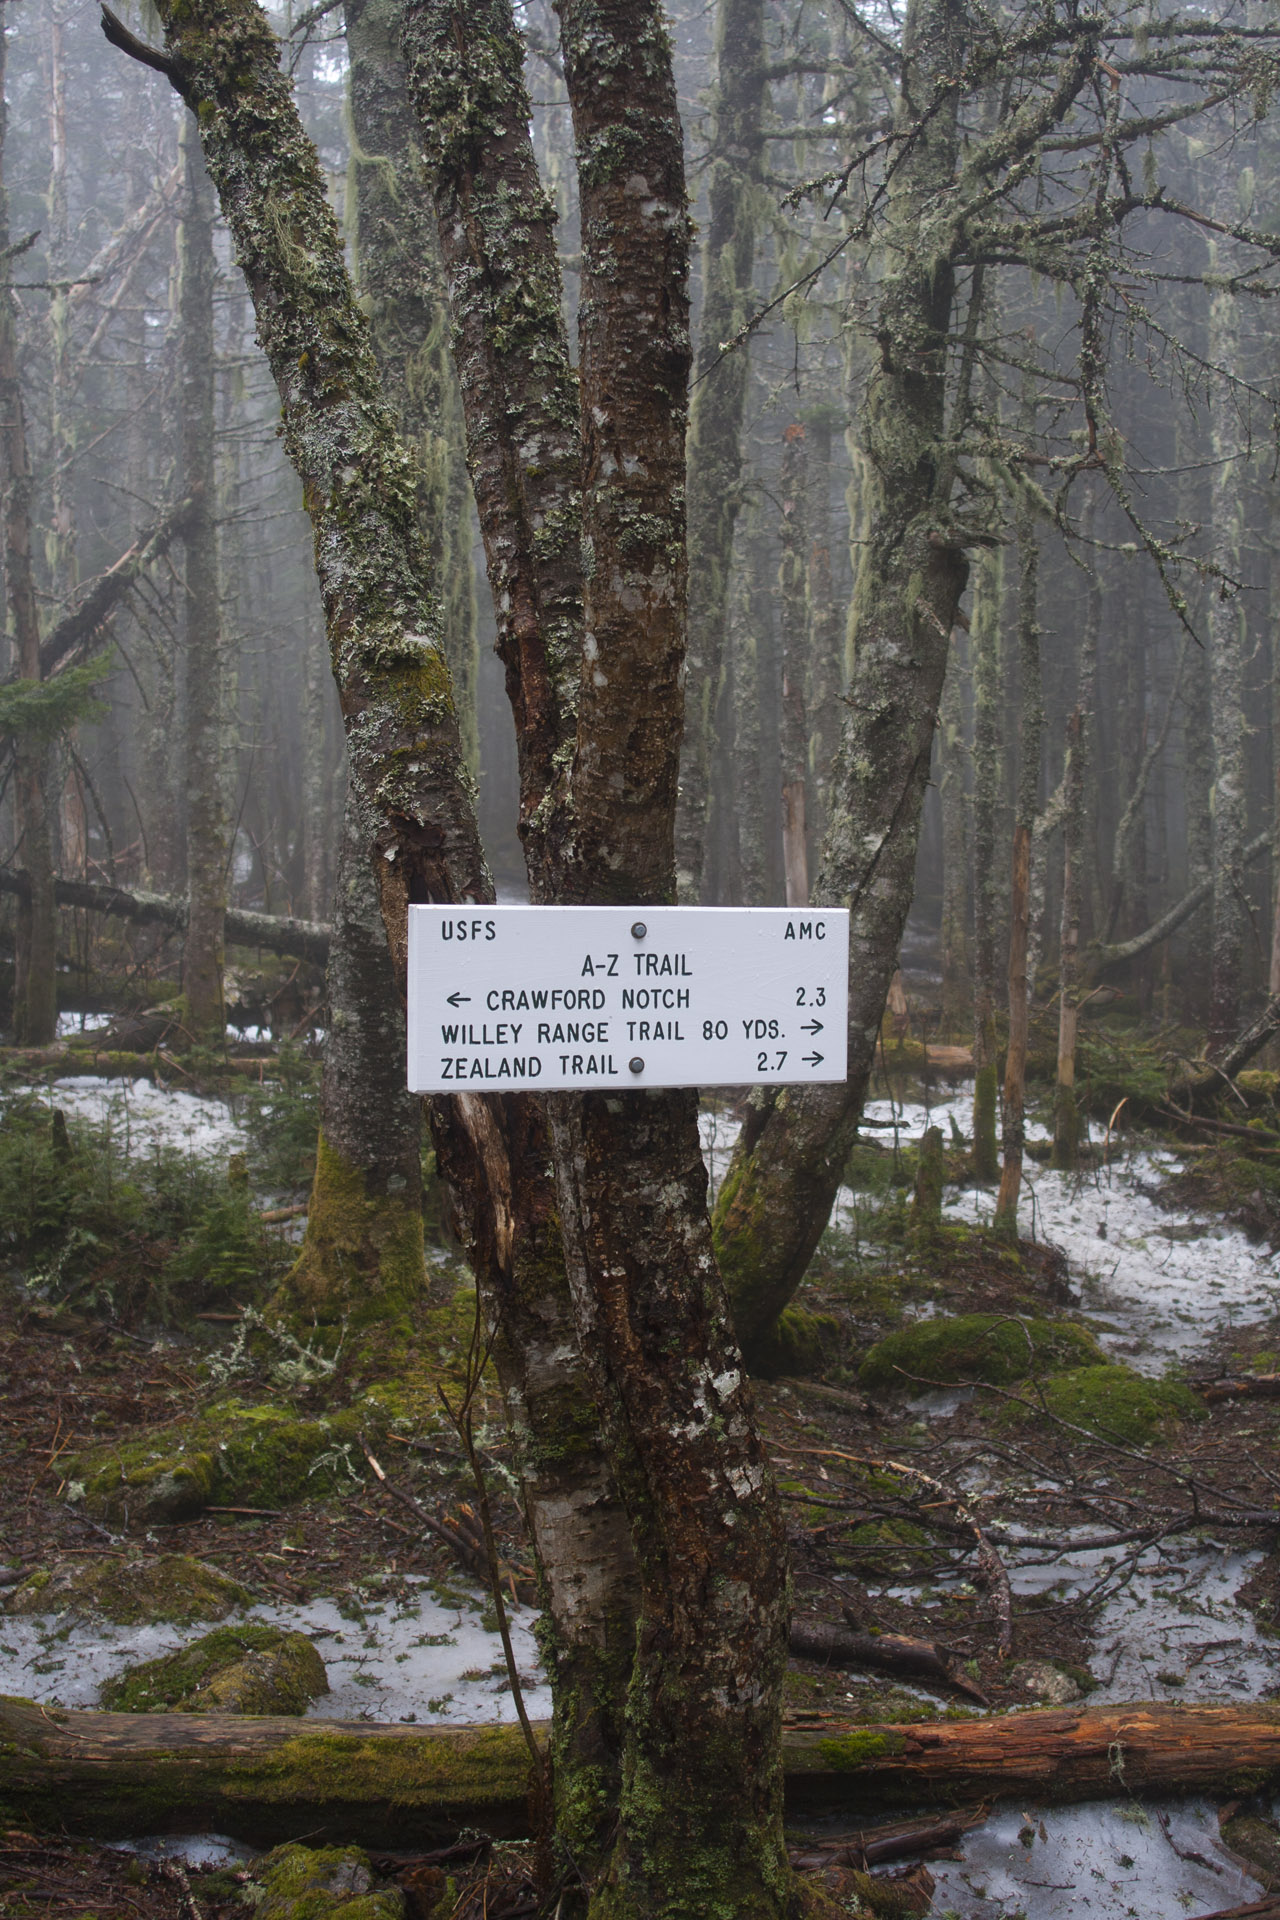 USFS AMC
A-Z TRAIL
← CRAWFORD NOTCH 2.3
WILLEY RANGE TRAIL 80 YDS. →
ZEALAND TRAIL 2.7 →